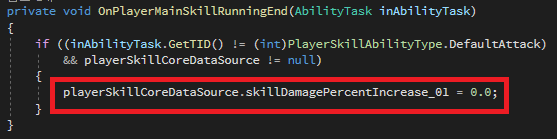 private void OnPlayerMainSkillRunningEnd(AbilityTask inAbilityTask)
{
if ((inAbilityTask.GetTID() != (int)PlayerSkillAbilityType.DefaultAttack)
&& playerSkillCoreDataSource != null)
{
playerSkillCoreDataSource.skillDamagePercentIncrease_01 = 0.0;
}
}